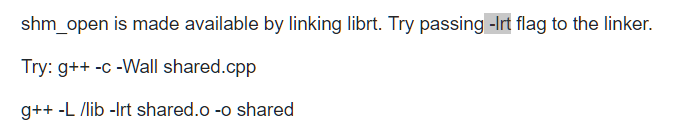 shm_open is made available by linking librt. Try passing -lrt flag to the linker.
Try: g++ -c -Wall shared.cpp
g++ -L /lib -lrt shared.o -o shared